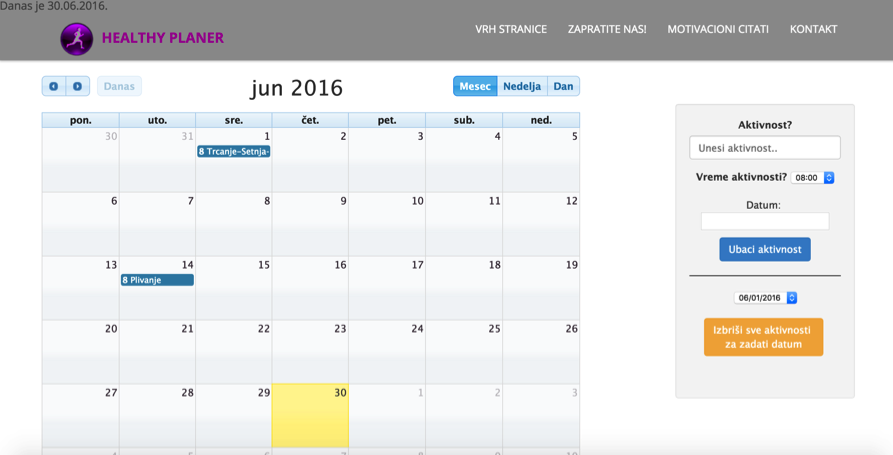 Danas je 30.06.2016.
HEALTHY PLANER
VRH STRANICE ZAPRATITE NAS! MOTIVACIONI CITATI KONTAKT
Danas
jun 2016
Mesec Nedelja Dan
pon. uto. sre. čet. pet. sub. ned.
30 31 1 2 3 4 5
8 Trcanje-Setnja-
6 7 8 9 10 11 12
13 14 15 16 17 18 19
8 Plivanje
20 21 22 23 24 25 26
27 28 29 30 1 2 3
Aktivnost?
Unesi aktivnost..
Vreme aktivnosti? 08:00
Datum:
Ubaci aktivnost
06/01/2016
Izbriši sve aktivnosti
za zadati datum